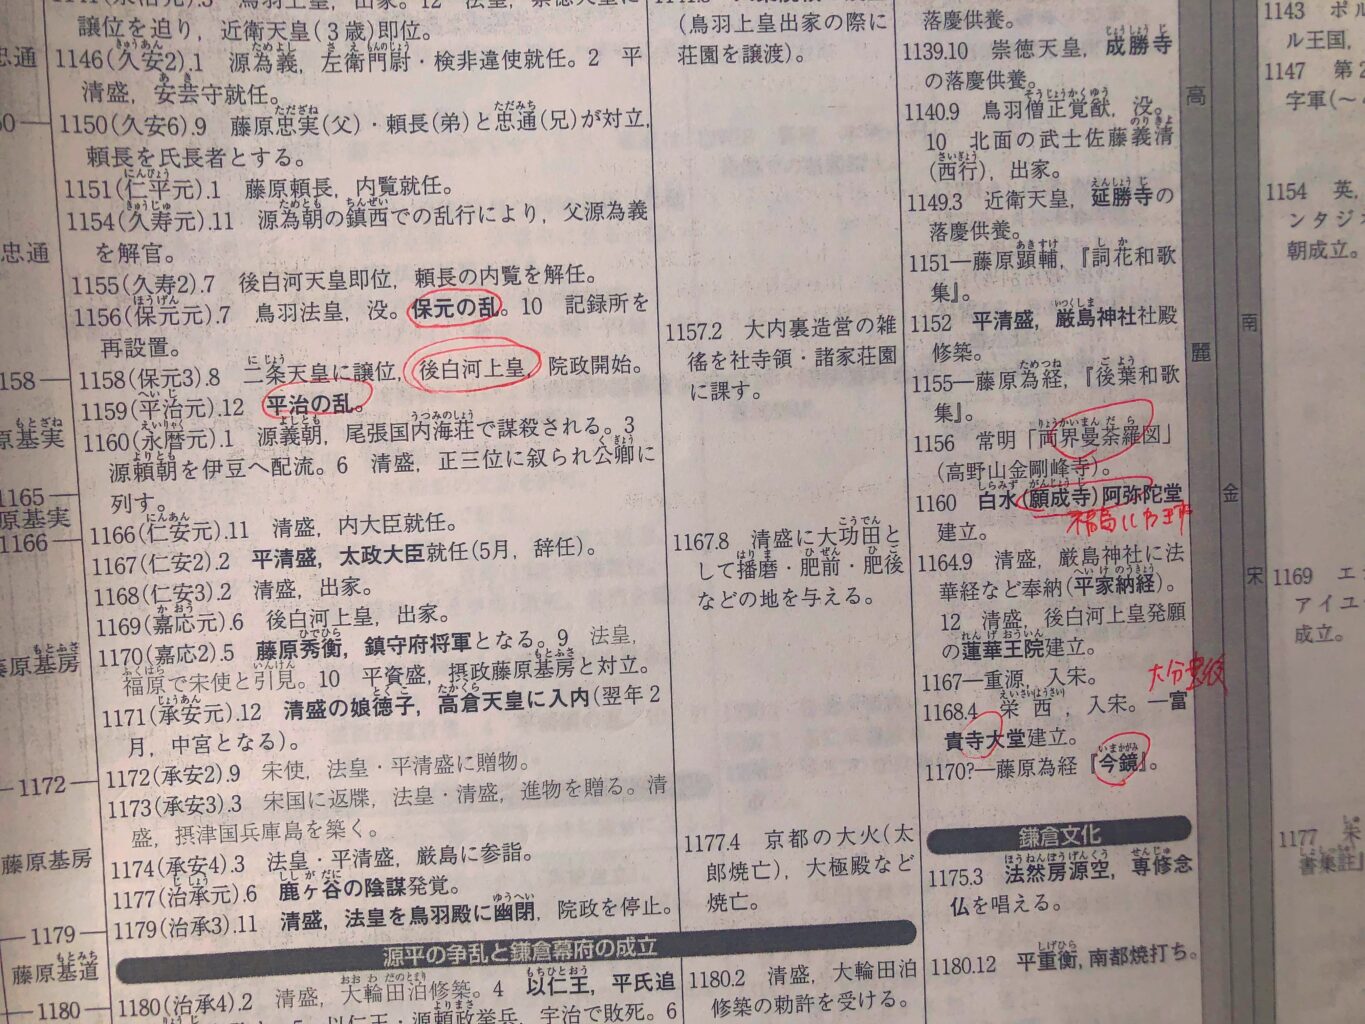 忠通
158
原基実
1165
原基実
1166
1172
藤原基房
1179
藤原基道
1180
譲位を迫り，近衛天皇(3歳)即位。
1146(久安2).1 源為義，左衛門尉・検非違使就任。2 平
清盛，安芸守就任。
1150(久安6).9 藤原忠実(父)・頼長(弟)と忠通(兄)が対立，
頼長を氏長者とする。
1151(仁平元).1 藤原頼長，内覧就任。
1154(久寿元).11 源為朝の鎮西での乱行により，父源為義
を解官。
1155(久寿2).7 後白河天皇即位，頼長の内覧を解任。
1156(保元元).7 鳥羽法皇，没。保元の乱。10 記録所を
再設置。
1158(保元3).8 二条天皇に譲位，後白河上皇，院政開始。
1159(平治元).12 平治の乱。
1160(永暦元).1 源義朝，尾張国内海荘で謀殺される。3
源頼朝を伊豆へ配流。6 清盛，正三位に叙られ公卿に
列す。
1166(仁安元).11 清盛，内大臣就任。
1167(仁安2).2 平清盛，太政大臣就任(5月，辞任)。
1168(仁安3).2 清盛，出家。
1169(嘉応元).6 後白河上皇，出家。
1170(嘉応2).5 藤原秀衡，鎮守府将軍となる。9 法皇，
福原で宋使と引見。10 平資盛，摂政藤原基房と対立。
1171(承安元).12 清盛の娘徳子，高倉天皇に入内(翌年2
月，中宮となる)。
1172(承安2).9 宋使，法皇・平清盛に贈物。
1173(承安3).3 宋国に返牒，法皇・清盛，進物を贈る。清
盛，摂津国兵庫島を築く。
1174(承安4).3 法皇・平清盛，厳島に参詣。
1177(治承元).6 鹿ヶ谷の陰謀発覚。
1179(治承3).11 清盛，法皇を鳥羽殿に幽閉，院政を停止。
源平の争乱と鎌倉幕府の成立
1180(治承4).2 清盛，大輪田泊修築。4 以仁王，平氏追
以仁王・源頼政挙兵，宇治で敗死。6
(鳥羽上皇出家の際に
荘園を譲渡)。
1157.2 大内裏造営の雑
徭を社寺領・諸家荘園
に課す。
1167.8 清盛に大功田と
して播磨・肥前・肥後
などの地を与える。
1177.4 京都の大火(太
郎焼亡)，大極殿など
焼亡。
1180.2 清盛，大輪田泊
修築の勅許を受ける。
落慶供養。
1139.10 崇徳天皇，成勝寺
の落慶供養。
1140.9 鳥羽僧正覚猷，没。
10 北面の武士佐藤義清
(西行)，出家。
1149.3 近衛天皇，延勝寺の
落慶供養。
1151―藤原顕輔，『詞花和歌
集』。
1152 平清盛，厳島神社社殿
修築。
1155―藤原為経，『後葉和歌
集』。
1156 常明「両界曼荼羅図」
(高野山金剛峰寺)。
1160 白水(願成寺)阿弥陀堂
建立。
1164.9 清盛，厳島神社に法
華経など奉納(平家納経)。
12 清盛，後白河上皇発願
の蓮華王院建立。
1167―重源，入宋。
1168.4 栄西，入宋。―富
貴寺大堂建立。
1170?―藤原為経『今鏡』。
鎌倉文化
1175.3 法然房源空，専修念
仏を唱える。
1180.12 平重衡，南都焼打ち。
高
麗
南
金
宋
1143 ポル
ル王国，
1147 第2
字軍(～
1154 英，
ンタジ
朝成立。
1169 エ
アイユ
成立。
1177 朱
書集註』